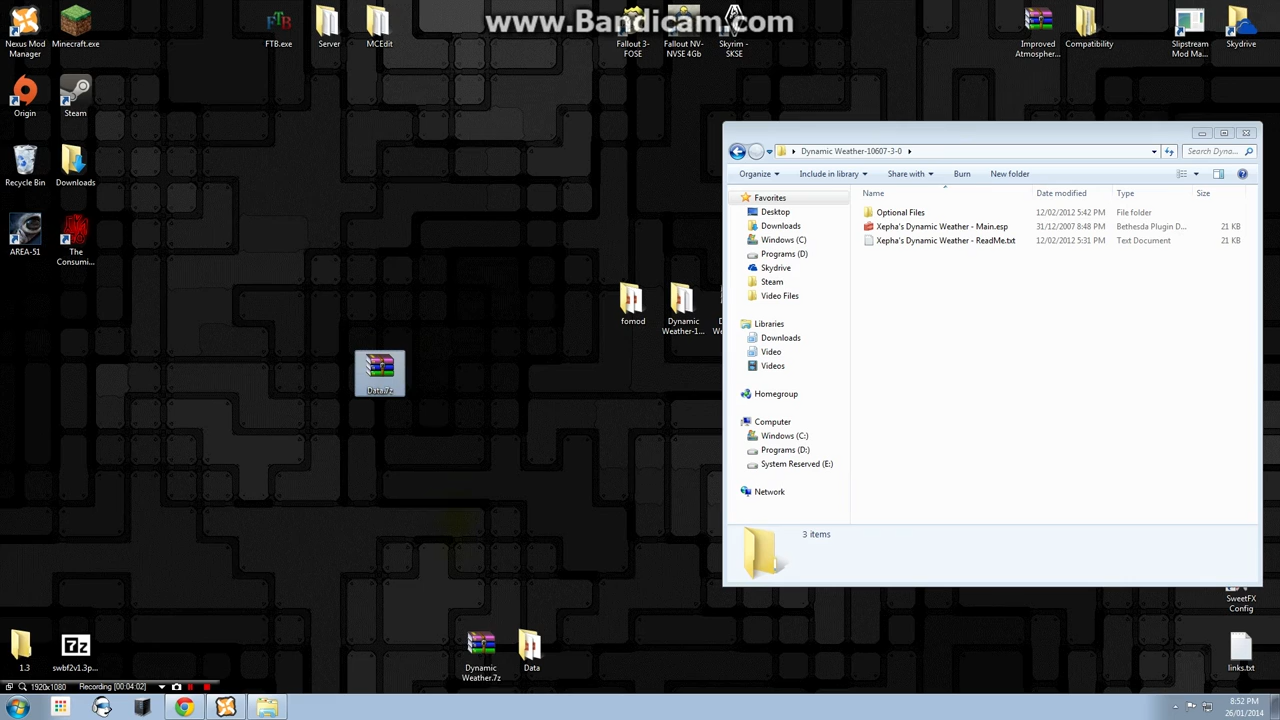 www.Bandicam.com
Nexus Mod
Manager
Minecraft.exe
FTB
FTB.exe
Server
MCEdit
Fallout 3-
FOSE
Fallout NV-
NVSE 4Gb
Skyrim -
SKSE
Improved
Atmospher...
Compatibility
Slipstream
Mod Ma...
Skydrive
Origin
Steam
Recycle Bin
Downloads
AREA-51
The
Consumi...
fomod
Dynamic
Weather-1...
Data.7z
Dynamic Weather-10607-3-0
Search Dyna...
Organize
Include in library
Share with
Burn
New folder
Favorites
Desktop
Downloads
Windows (C)
Programs (D)
Skydrive
Steam
Video Files
Libraries
Downloads
Video
Videos
Homegroup
Computer
Windows (C:)
Programs (D:)
System Reserved (E:)
Network
Name
Date modified
Type
Size
Optional Files
12/02/2012 5:42 PM
File folder
Xepha's Dynamic Weather - Main.esp
31/12/2007 8:48 PM
Bethesda Plugin D...
21 KB
Xepha's Dynamic Weather - ReadMe.txt
12/02/2012 5:31 PM
Text Document
21 KB
3 items
SweetFX
Config
1.3
7z
swbf2v1.3p...
Dynamic
Weather.7z
Data
links.txt
1920x1080
Recording [00:04:02]
8:52 PM
26/01/2014